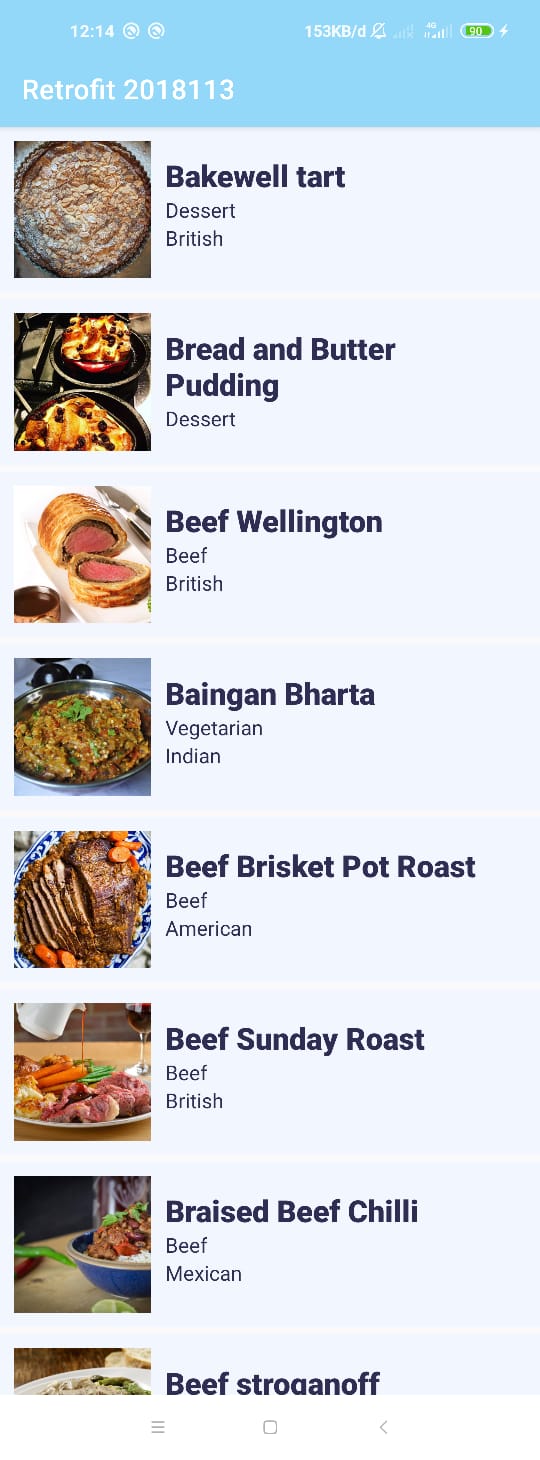 12:14
153KB/d 4G 90
Retrofit 2018113
Bakewell tart
Dessert
British
Bread and Butter
Pudding
Dessert
Beef Wellington
Beef
British
Baingan Bharta
Vegetarian
Indian
Beef Brisket Pot Roast
Beef
American
Beef Sunday Roast
Beef
British
Braised Beef Chilli
Beef
Mexican
Beef stroganoff